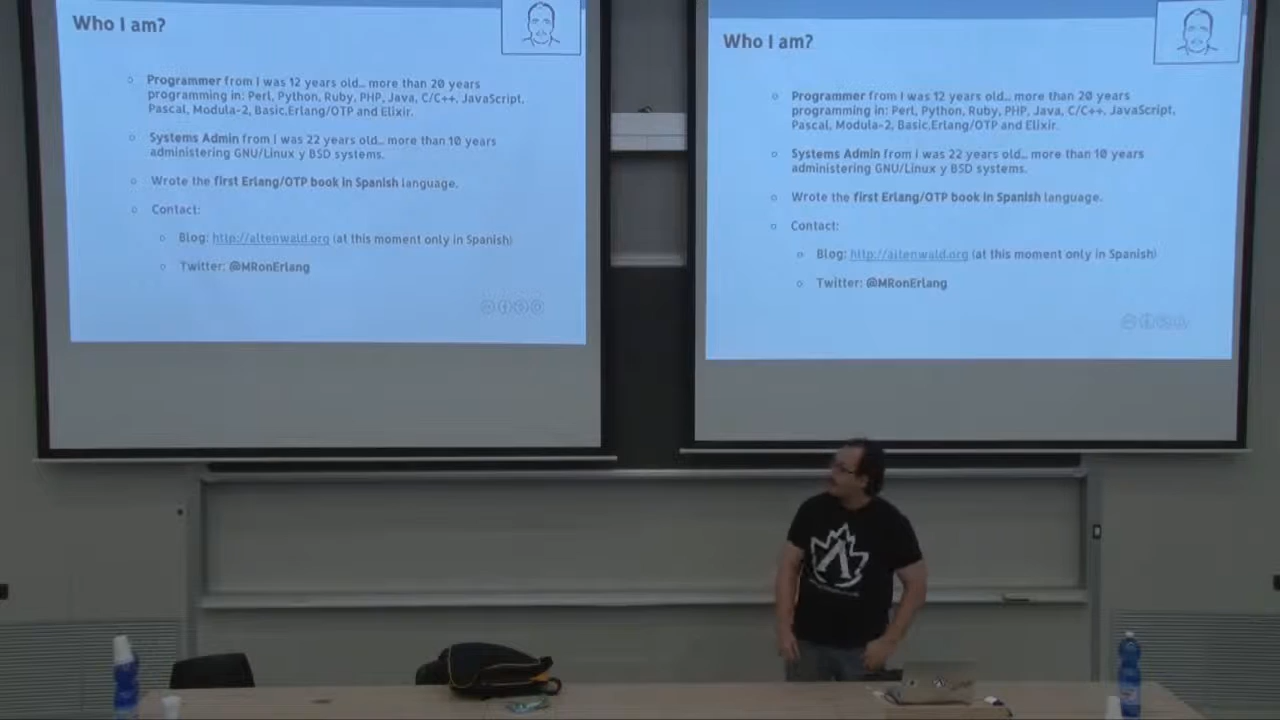 Who I am?
Programmer from I was 12 years old... more than 20 years
programming in: Perl, Python, Ruby, PHP, Java, C/C++, JavaScript,
Pascal, Modula-2, Basic,Erlang/OTP and Elixir.
Systems Admin from I was 22 years old... more than 10 years
administering GNU/Linux y BSD systems.
Wrote the first Erlang/OTP book in Spanish language.
Contact:
Blog: http://altenwald.org (at this moment only in Spanish)
Twitter: @MRonErlang
Who I am?
Programmer from I was 12 years old... more than 20 years
programming in: Perl, Python, Ruby, PHP, Java, C/C++, JavaScript,
Pascal, Modula-2, Basic,Erlang/OTP and Elixir.
Systems Admin from I was 22 years old... more than 10 years
administering GNU/Linux y BSD systems.
Wrote the first Erlang/OTP book in Spanish language.
Contact:
Blog: http://altenwald.org (at this moment only in Spanish)
Twitter: @MRonErlang